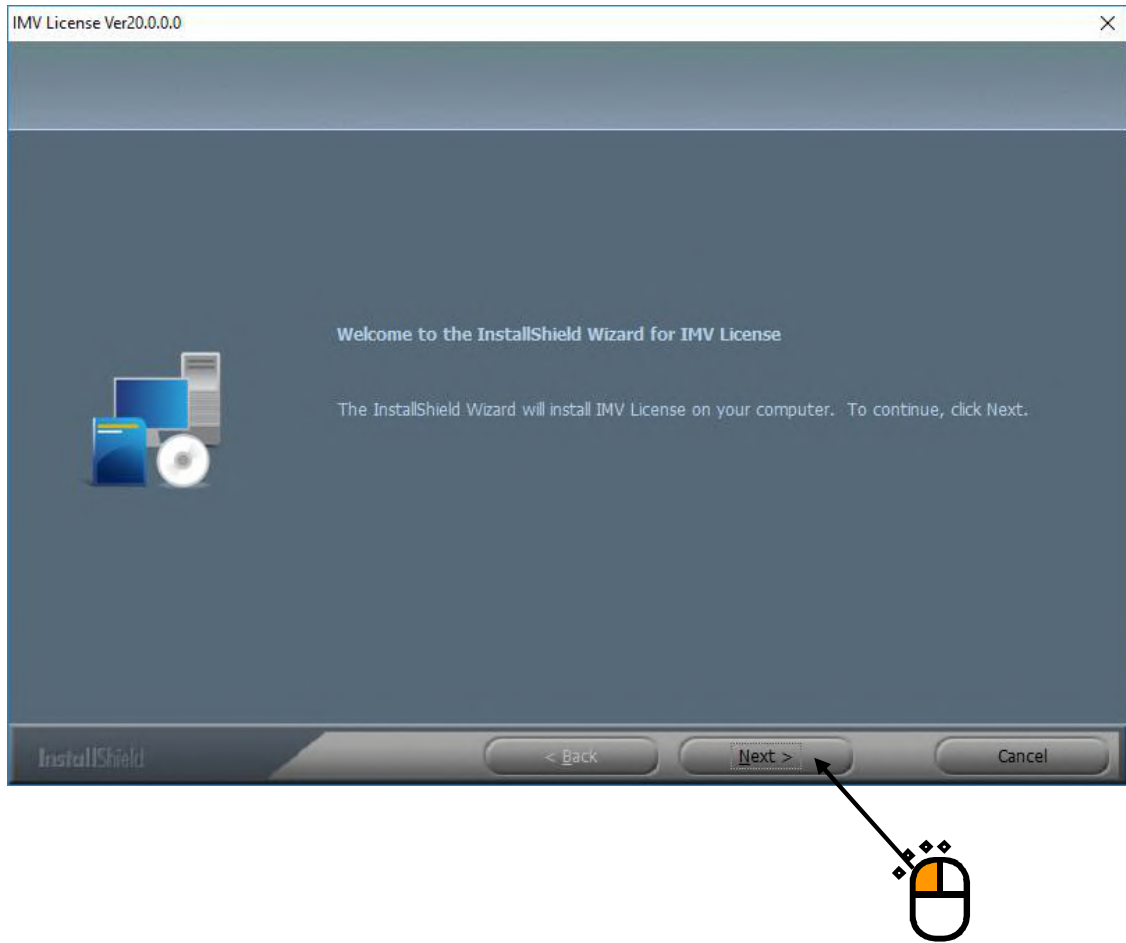 IMV License Ver20.0.0.0
Welcome to the InstallShield Wizard for IMV License
The InstallShield Wizard will install IMV License on your computer.  To continue, click Next.
InstallShield
< Back
Next >
Cancel